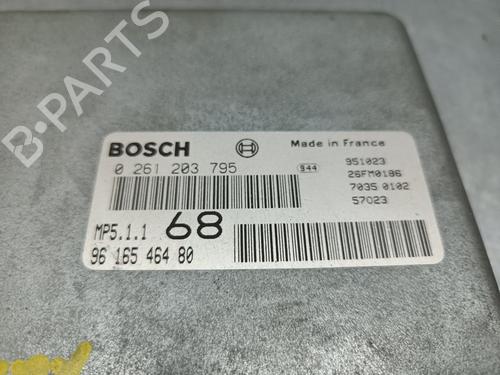 BOSCH
Made in France
0 261 203 795
944
951023
26FM0186
7035 0102
57023
MP5.1.1 68
96 165 464 80
B-PARTS